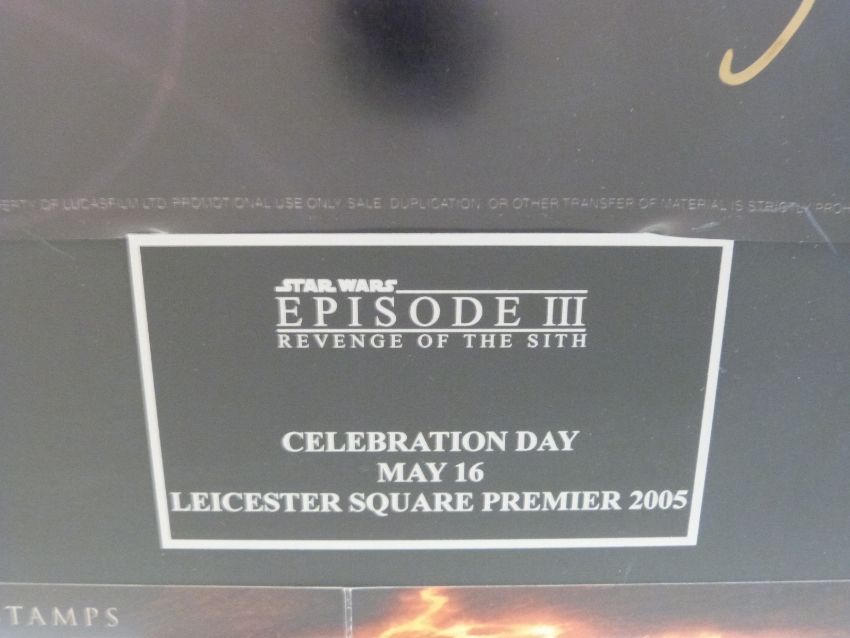 ERTY OF LUCASFILM LTD. PROMOTIONAL USE ONLY. SALE, DUPLICATION, OR OTHER TRANSFER OF MATERIAL IS STRICTLY PROH
STAR WARS
EPISODE III
REVENGE OF THE SITH
CELEBRATION DAY
MAY 16
LEICESTER SQUARE PREMIER 2005
STAMPS